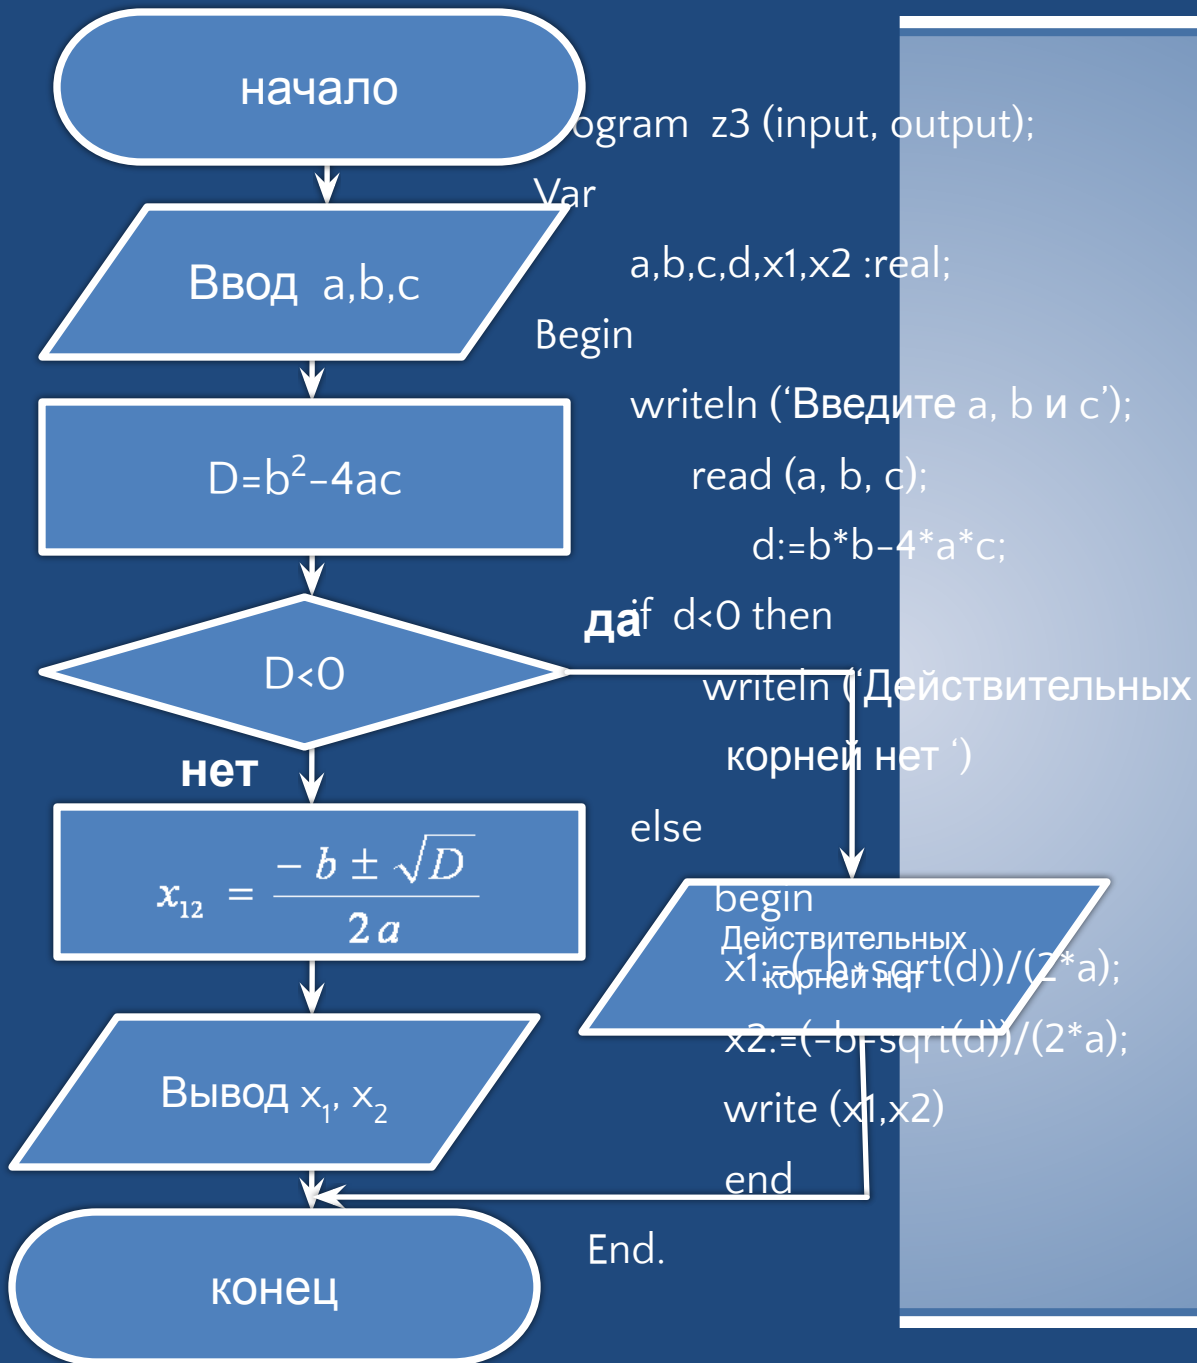 начало
Ввод a,b,c
D=b²-4ac
D<0
да
нет
x₁₂ = (- b ± √D) / (2 a)
Действительных
корней нет
Вывод x₁, x₂
конец
ogram z3 (input, output);
Var
a,b,c,d,x1,x2 :real;
Begin
writeln (‘Введите a, b и c’);
read (a, b, c);
d:=b*b-4*a*c;
if d<0 then
writeln (‘Действительных
корней нет ‘)
else
begin
x1:=(-b+sqrt(d))/(2*a);
x2:=(-b-sqrt(d))/(2*a);
write (x1,x2)
end
End.